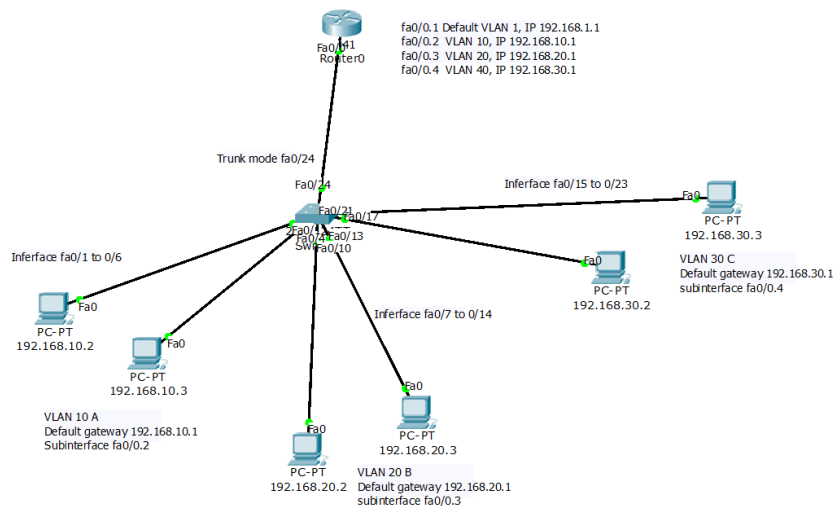 fa0/0.1 Default VLAN 1, IP 192.168.1.1
fa0/0.2 VLAN 10, IP 192.168.10.1
fa0/0.3 VLAN 20, IP 192.168.20.1
fa0/0.4 VLAN 40, IP 192.168.30.1
Router0
Trunk mode fa0/24
Fa0/24
Inferface fa0/15 to 0/23
Fa0
PC-PT
192.168.30.3
Fa0/21
Fa0/17
Fa0/13
Fa0/10
VLAN 30 C
Default gateway 192.168.30.1
subinterface fa0/0.4
Fa0
PC-PT
192.168.30.2
Inferface fa0/1 to 0/6
Fa0
PC-PT
192.168.10.2
Fa0
PC-PT
192.168.10.3
Inferface fa0/7 to 0/14
VLAN 10 A
Default gateway 192.168.10.1
Subinterface fa0/0.2
Fa0
PC-PT
192.168.20.3
Fa0
PC-PT
192.168.20.2
VLAN 20 B
Default gateway 192.168.20.1
subinterface fa0/0.3